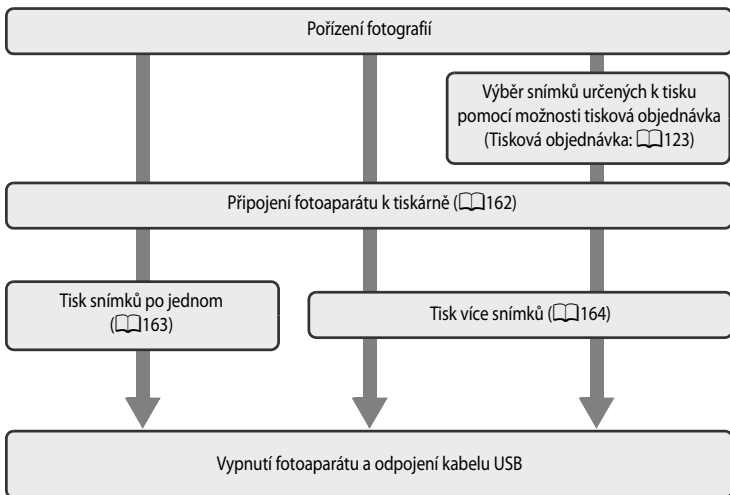 Pořízení fotografií
Výběr snímků určených k tisku
pomocí možnosti tisková objednávka
(Tisková objednávka: 📖123)
Připojení fotoaparátu k tiskárně (📖162)
Tisk snímků po jednom
(📖163)
Tisk více snímků (📖164)
Vypnutí fotoaparátu a odpojení kabelu USB